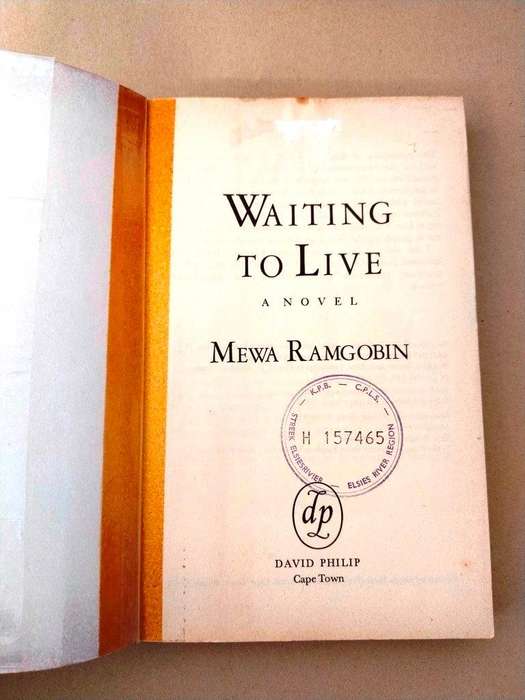 WAITING
TO LIVE
A NOVEL
MEWA RAMGOBIN
— K.P.B. — C.P.L.S. —
H 157465
STREEK ELSIESRIVIER — ELSIES RIVER REGION
dp
DAVID PHILIP
Cape Town